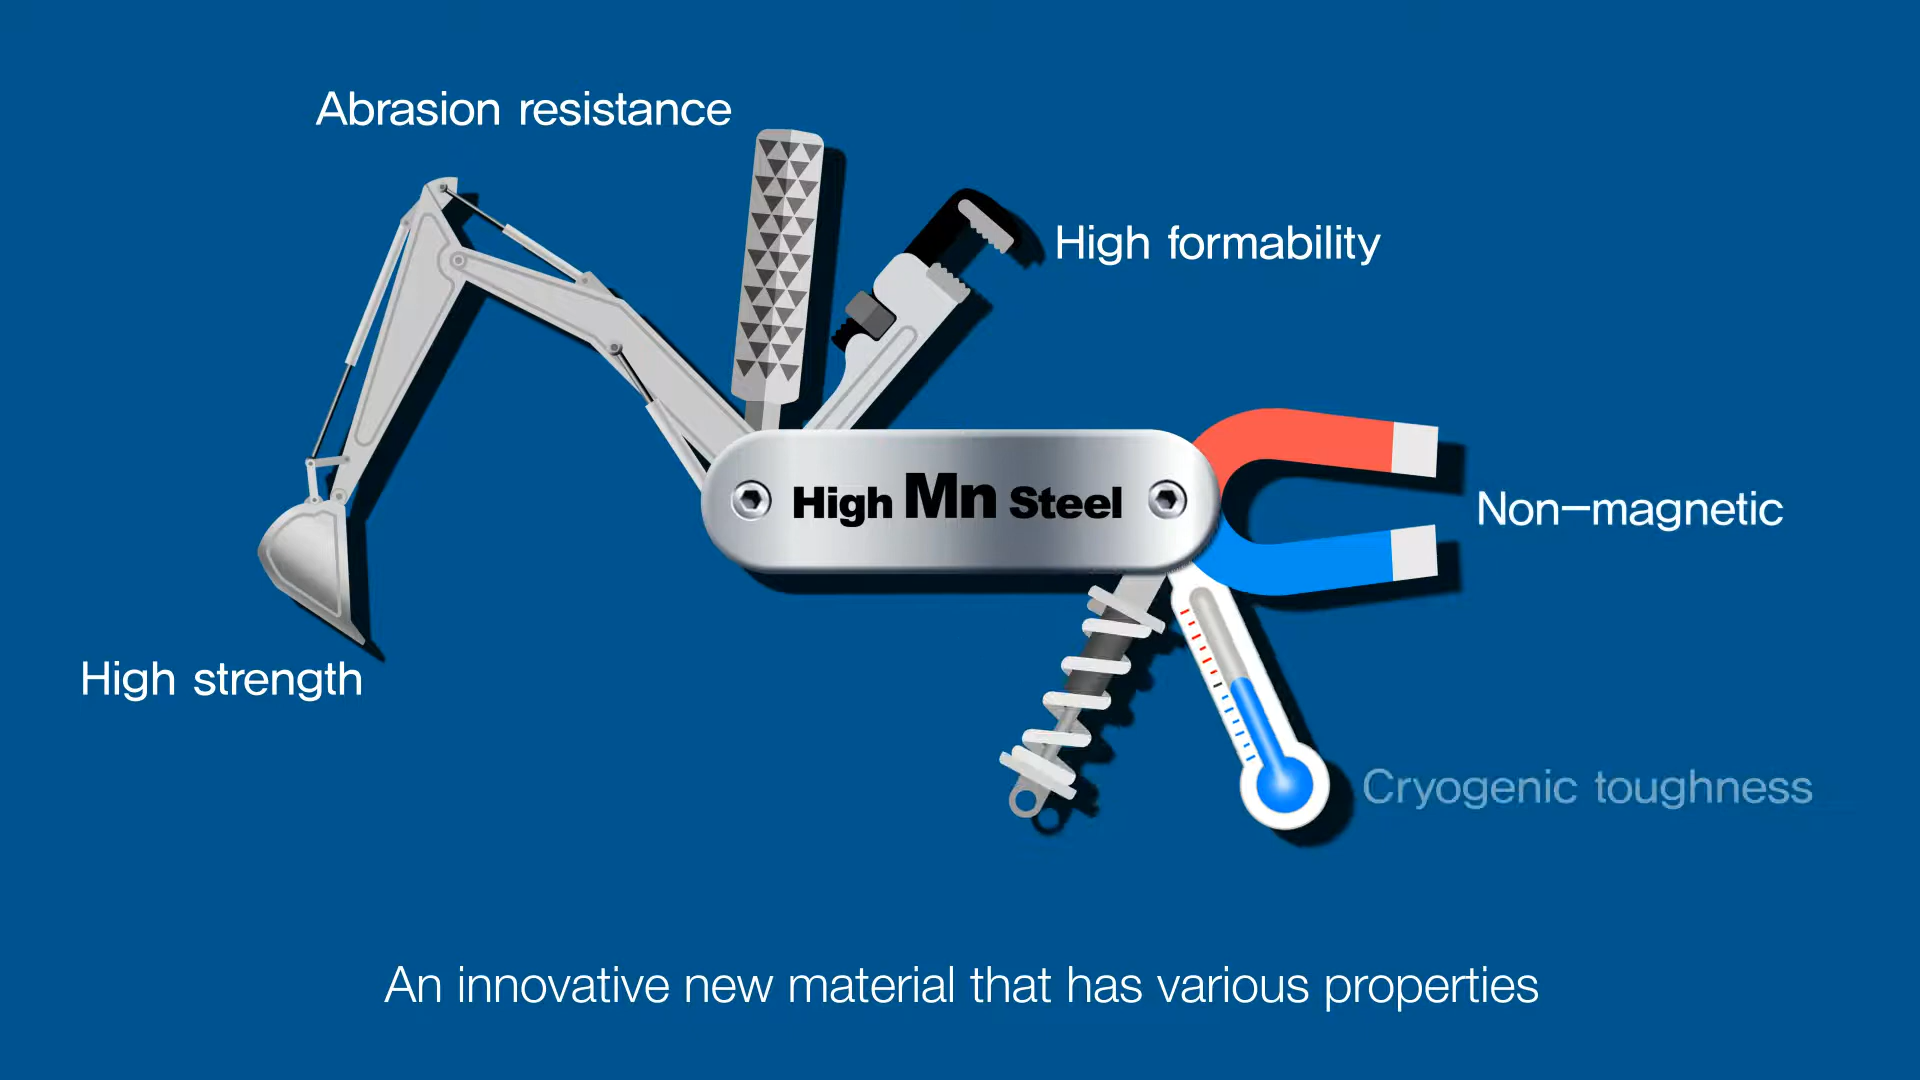 Abrasion resistance
High formability
High Mn Steel
Non-magnetic
High strength
Cryogenic toughness
An innovative new material that has various properties